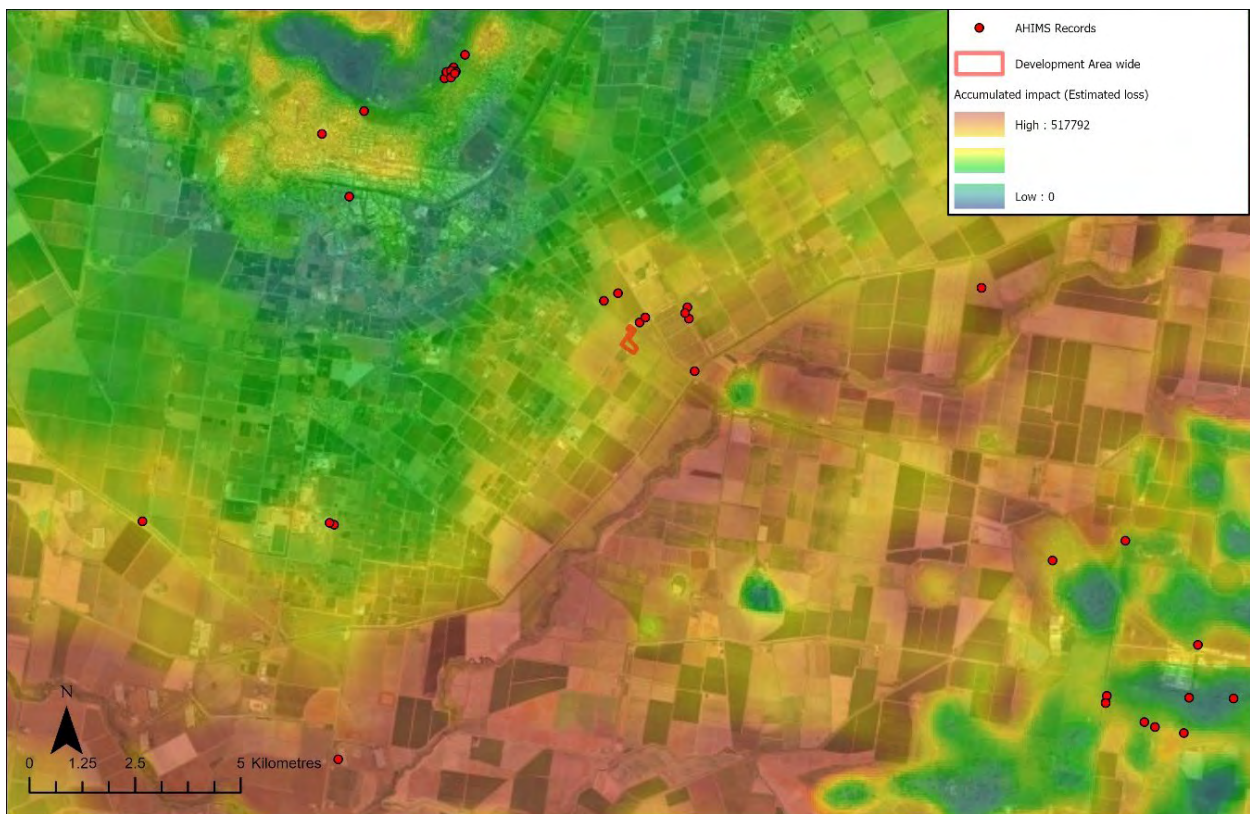 AHIMS Records
Development Area wide
Accumulated impact (Estimated loss)
High : 517792
Low : 0
N
0 1.25 2.5 5 Kilometres